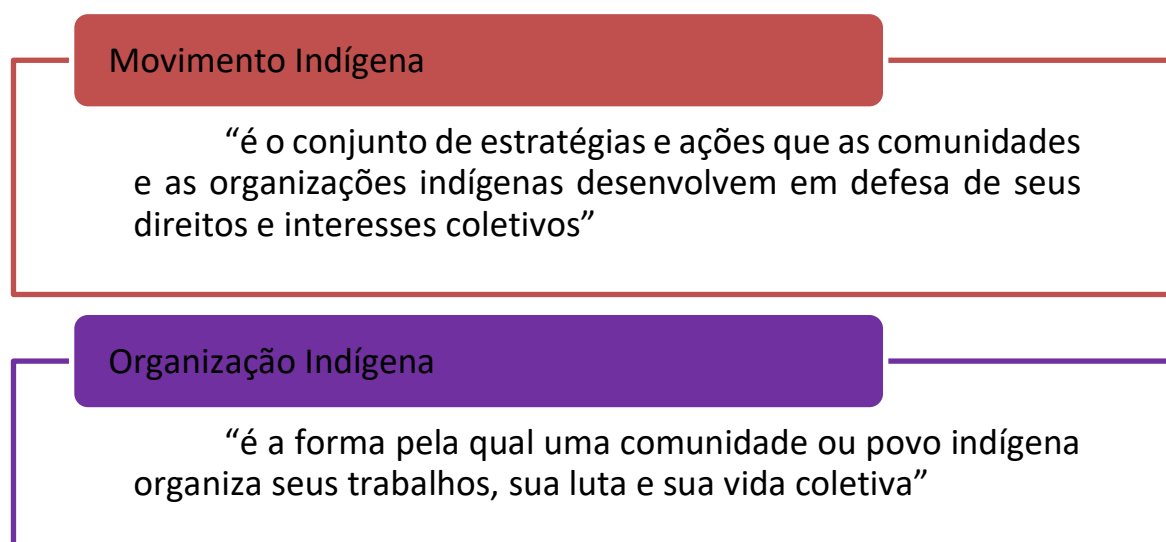 Movimento Indígena
“é o conjunto de estratégias e ações que as comunidades
e as organizações indígenas desenvolvem em defesa de seus
direitos e interesses coletivos”
Organização Indígena
“é a forma pela qual uma comunidade ou povo indígena
organiza seus trabalhos, sua luta e sua vida coletiva”